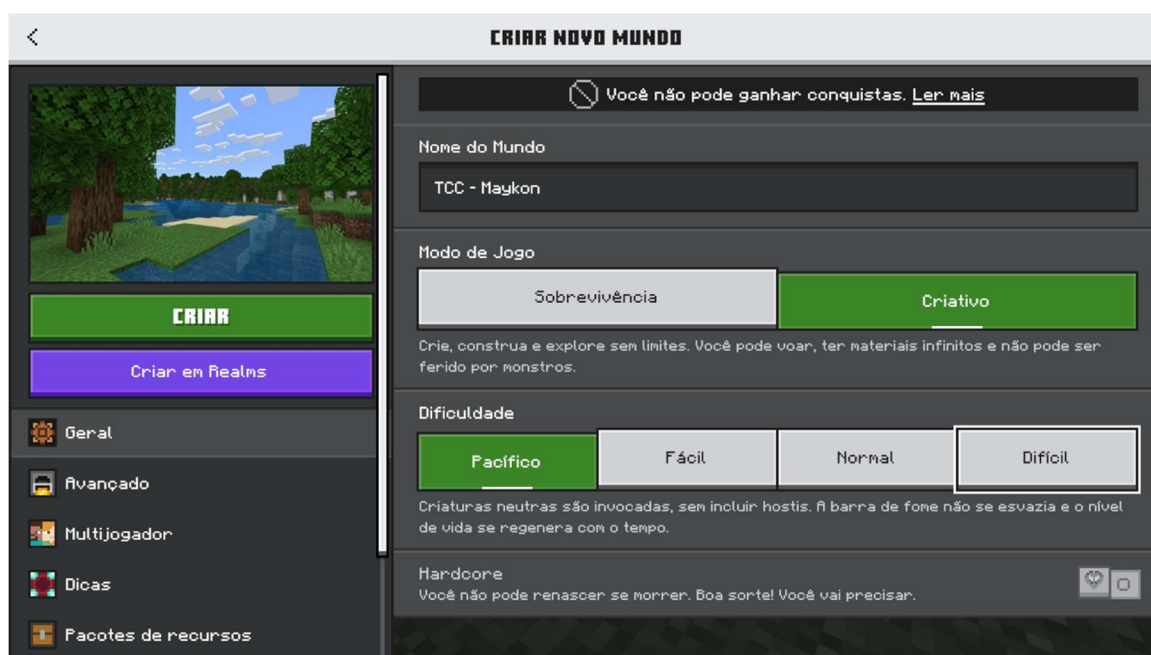 CRIAR NOVO MUNDO
Você não pode ganhar conquistas. Ler mais
Nome do Mundo
TCC - Maykon
Modo de Jogo
Sobrevivência
Criativo
Crie, construa e explore sem limites. Você pode voar, ter materiais infinitos e não pode ser
ferido por monstros.
Dificuldade
Pacífico
Fácil
Normal
Difícil
Criaturas neutras são invocadas, sem incluir hostis. A barra de fome não se esvazia e o nível
de vida se regenera com o tempo.
Hardcore
Você não pode renascer se morrer. Boa sorte! Você vai precisar.
CRIAR
Criar em Realms
Geral
Avançado
Multijogador
Dicas
Pacotes de recursos